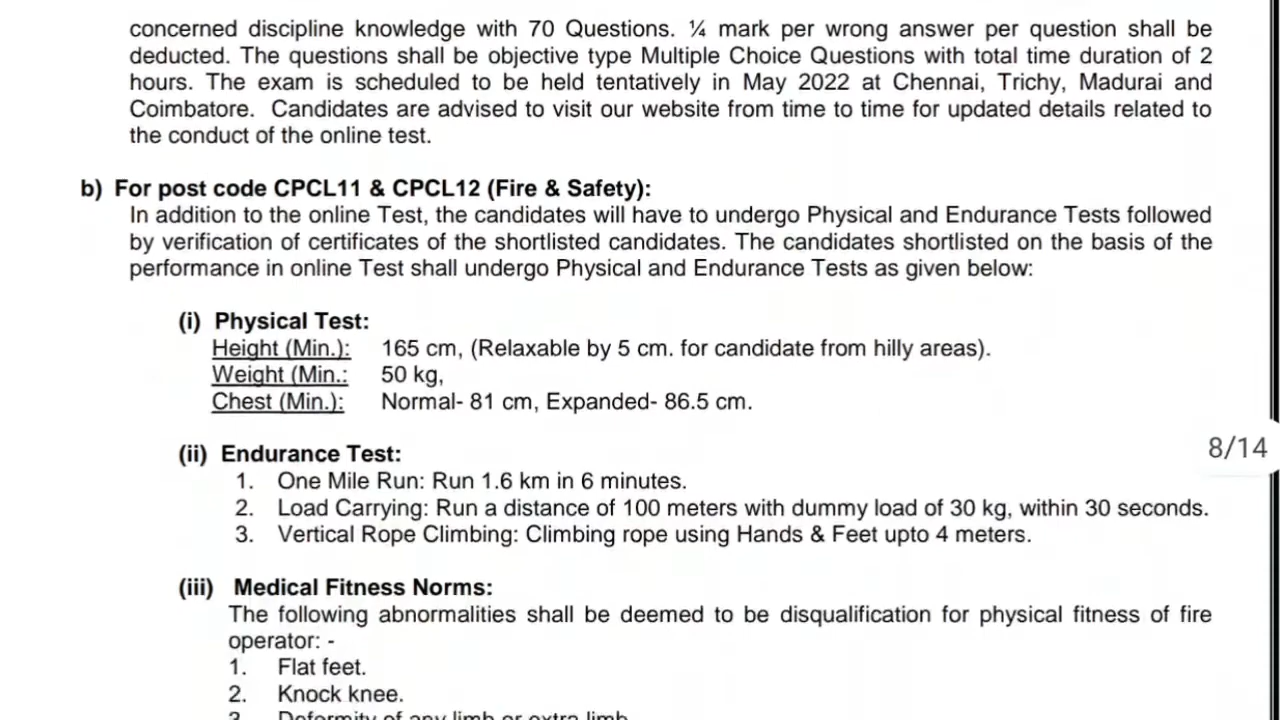 concerned discipline knowledge with 70 Questions. ¼ mark per wrong answer per question shall be
deducted. The questions shall be objective type Multiple Choice Questions with total time duration of 2
hours. The exam is scheduled to be held tentatively in May 2022 at Chennai, Trichy, Madurai and
Coimbatore. Candidates are advised to visit our website from time to time for updated details related to
the conduct of the online test.
b) For post code CPCL11 & CPCL12 (Fire & Safety):
In addition to the online Test, the candidates will have to undergo Physical and Endurance Tests followed
by verification of certificates of the shortlisted candidates. The candidates shortlisted on the basis of the
performance in online Test shall undergo Physical and Endurance Tests as given below:
(i) Physical Test:
Height (Min.): 165 cm, (Relaxable by 5 cm. for candidate from hilly areas).
Weight (Min.: 50 kg,
Chest (Min.): Normal- 81 cm, Expanded- 86.5 cm.
(ii) Endurance Test:
8/14
1. One Mile Run: Run 1.6 km in 6 minutes.
2. Load Carrying: Run a distance of 100 meters with dummy load of 30 kg, within 30 seconds.
3. Vertical Rope Climbing: Climbing rope using Hands & Feet upto 4 meters.
(iii) Medical Fitness Norms:
The following abnormalities shall be deemed to be disqualification for physical fitness of fire
operator: -
1. Flat feet.
2. Knock knee.
3. Deformity of any limb or extra limb